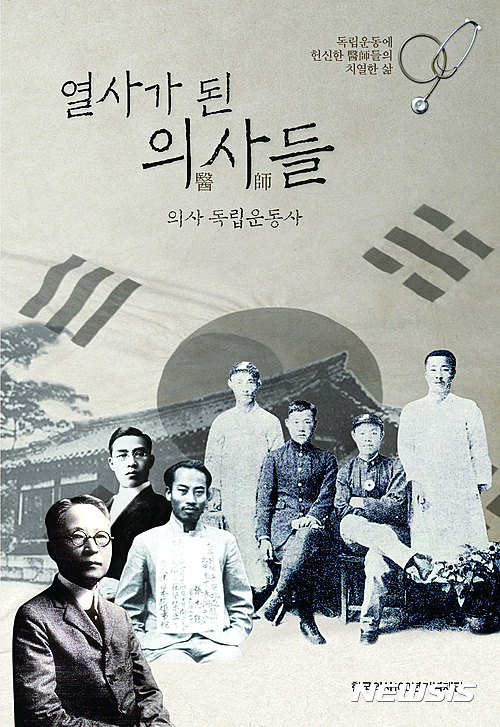 독립운동에
헌신한 醫師들의
치열한 삶
열사가 된
의사들
醫 師
의사 독립운동사
NEWSIS